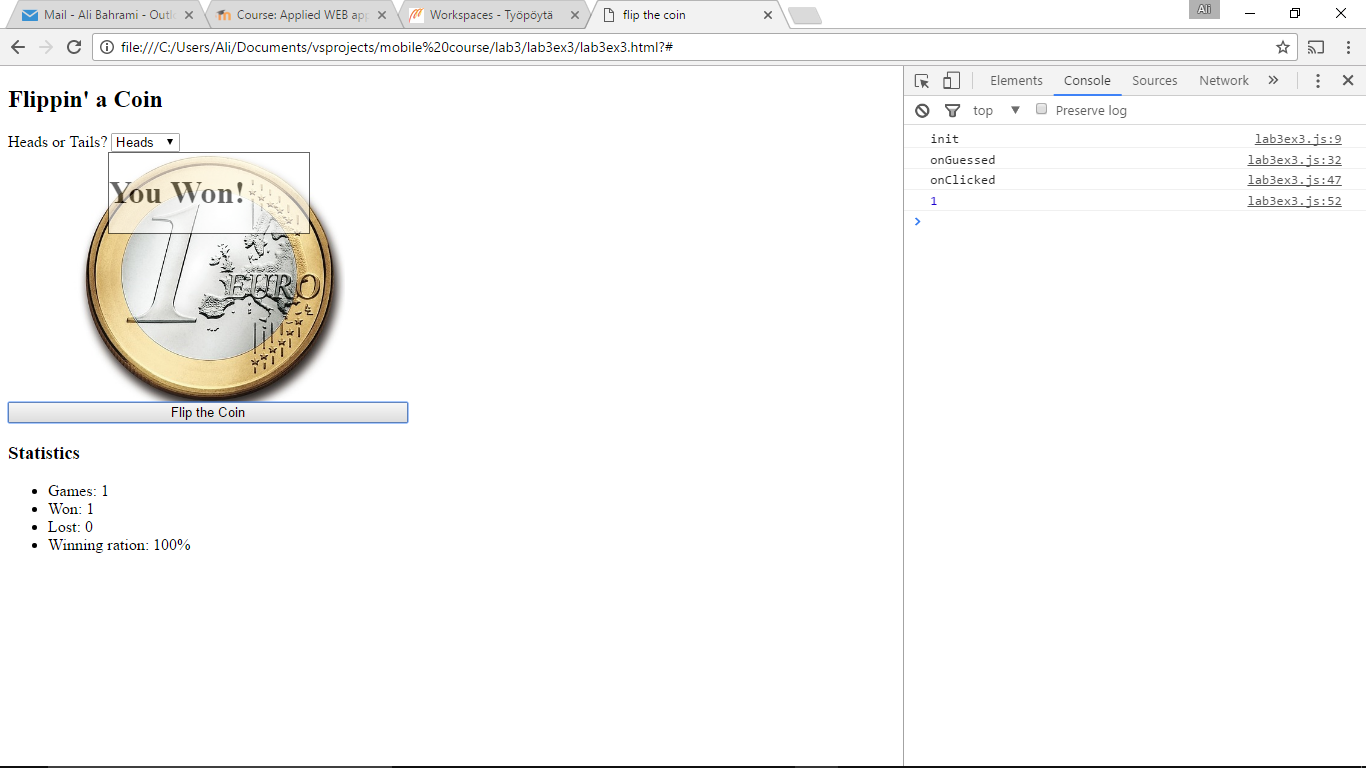 Mail - Ali Bahrami - Outl
Course: Applied WEB ap
Workspaces - Työpöytä
flip the coin
Ali
file:///C:/Users/Ali/Documents/vsprojects/mobile%20course/lab3/lab3ex3/lab3ex3.html?#
Elements Console Sources Network »
top Preserve log
init lab3ex3.js:9
onGuessed lab3ex3.js:32
onClicked lab3ex3.js:47
1 lab3ex3.js:52
Flippin' a Coin
Heads or Tails? Heads
You Won!
1
EURO
Flip the Coin
Statistics
Games: 1
Won: 1
Lost: 0
Winning ration: 100%